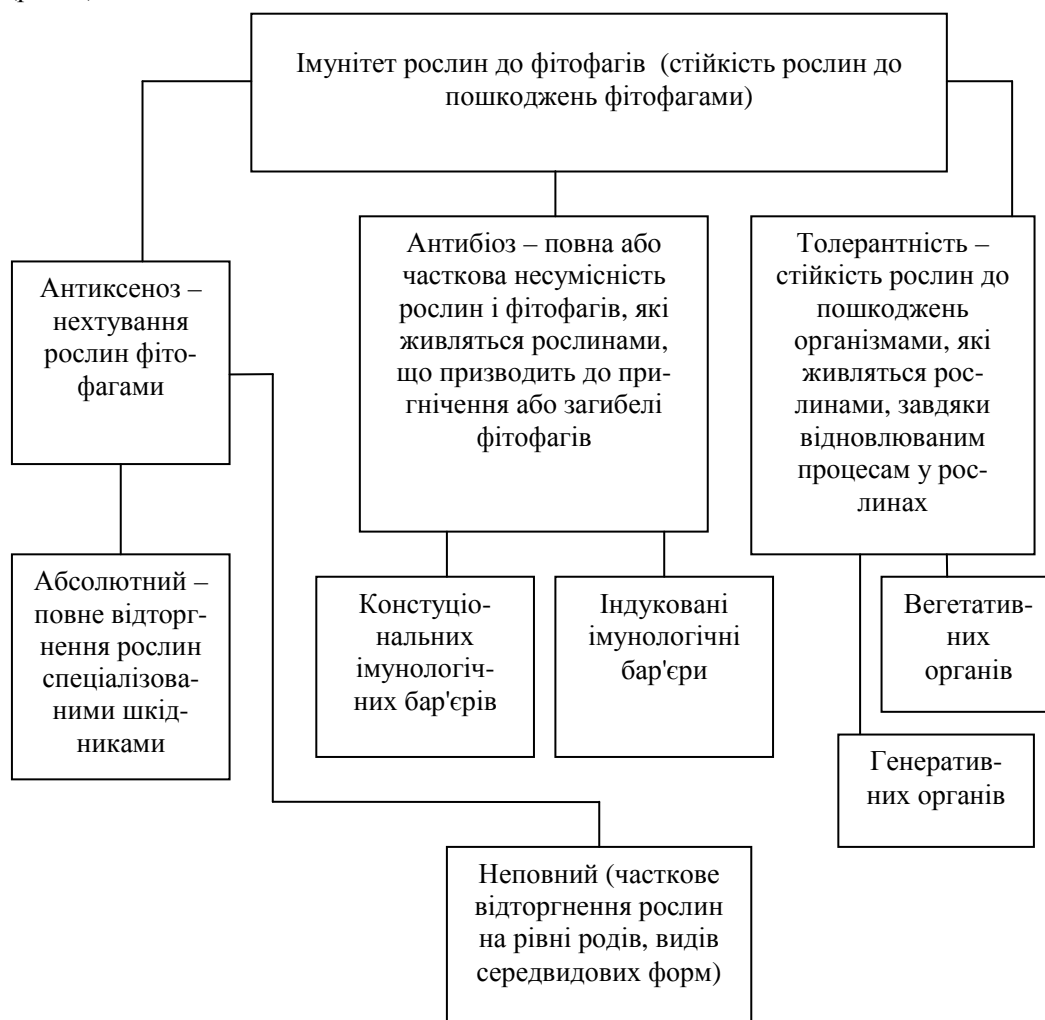 Імунітет рослин до фітофагів (стійкість рослин до
пошкоджень фітофагами)
Антиксеноз –
нехтування
рослин фіто-
фагами
Антибіоз – повна або
часткова несумісність
рослин і фітофагів, які
живляться рослинами,
що призводить до при-
гнічення або загибелі
фітофагів
Толерантність –
стійкість рослин до
пошкоджень
організмами, які
живляться рос-
линами, завдяки
відновлюваним
процесам у рос-
линах
Абсолютний –
повне відторг-
нення рослин
спеціалізова-
ними шкід-
никами
Констуціо-
нальних
імунологіч-
них бар'єрів
Індуковані
імунологічні
бар'єри
Вегетатив-
них
органів
Генератив-
них органів
Неповний (часткове
відторгнення рослин
на рівні родів, видів
середвидових форм)